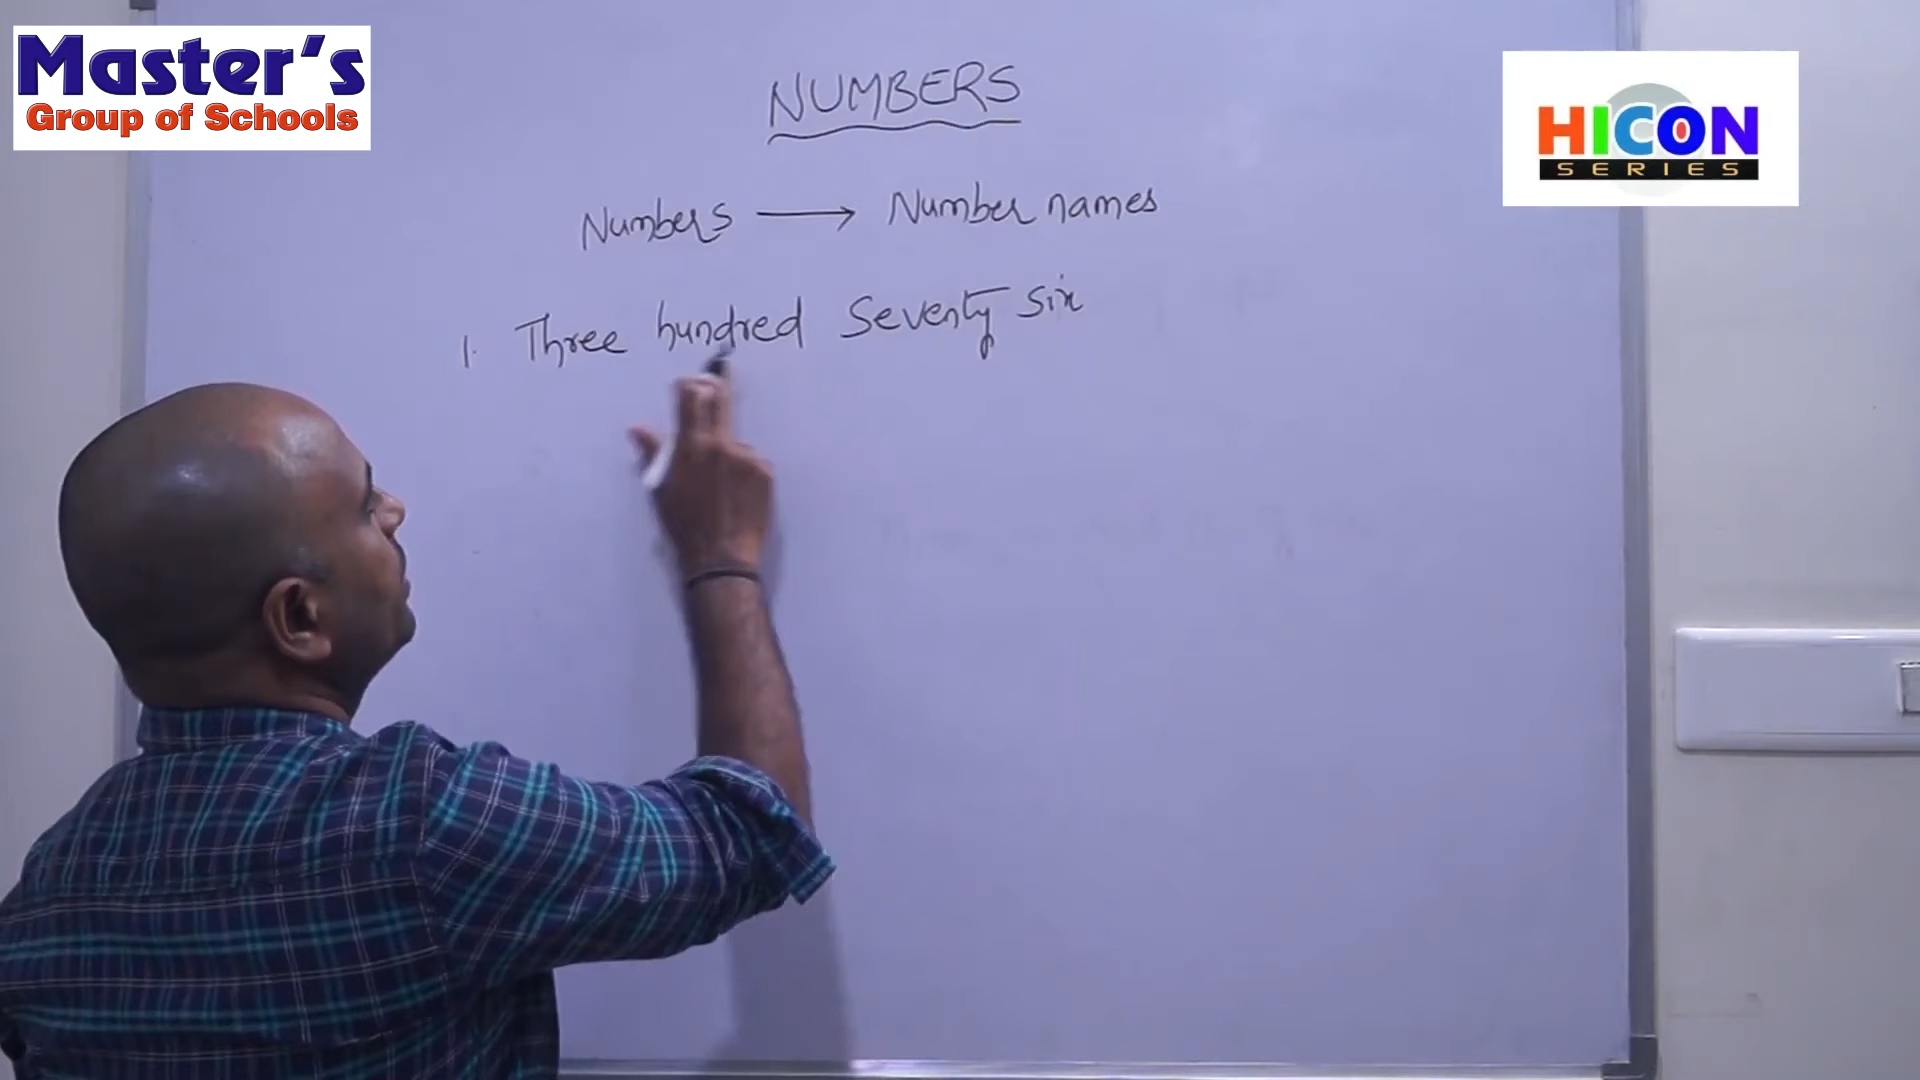 Master's
Group of Schools
HICON
SERIES
NUMBERS
Numbers → Number names
1. Three hundred Seventy Six